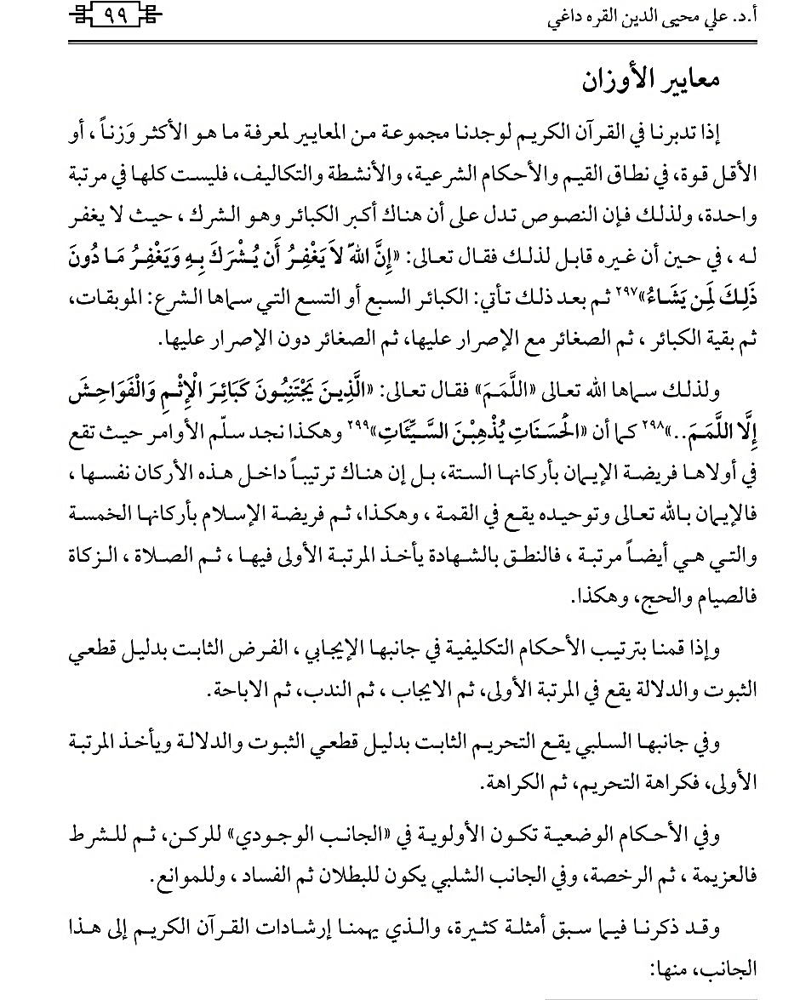 أ.د. علي محيي الدين القره داغي ٩٩
معايير الأوزان
إذا تدبرنا في القرآن الكريم لوجدنا مجموعة من المعايير لمعرفة ما هو الأكثر وَزناً ، أو
الأقل قوة، في نطاق القيم والأحكام الشرعية، والأنشطة والتكاليف، فليست كلها في مرتبة
واحدة، ولذلك فإن النصوص تدل على أن هناك أكبر الكبائر وهو الشرك ، حيث لا يغفر
له ، في حين أن غيره قابل لذلك فقال تعالى: «إِنَّ اللهَ لاَ يَغْفِرُ أَن يُشْرَكَ بِهِ وَيَغْفِرُ مَا دُونَ
ذَلِكَ لِمَن يَشَاءُ»٢٩٧ ثم بعد ذلك تأتي: الكبائر السبع أو التسع التي سماها الشرع: الموبقات،
ثم بقية الكبائر ، ثم الصغائر مع الإصرار عليها، ثم الصغائر دون الإصرار عليها.
ولذلك سماها الله تعالى «اللَّمَمَ» فقال تعالى: «الَّذِينَ يَجْتَنِبُونَ كَبَائِرَ الْإِثْمِ وَالْفَوَاحِشَ
إِلَّا اللَّمَمَ..»٢٩٨ كما أن «الْحَسَنَاتِ يُذْهِبْنَ السَّيِّئَاتِ»٢٩٩ وهكذا نجد سلّم الأوامر حيث تقع
في أولاها فريضة الإيمان بأركانها الستة، بل إن هناك ترتيباً داخل هذه الأركان نفسها ،
فالإيمان بالله تعالى وتوحيده يقع في القمة ، وهكذا، ثم فريضة الإسلام بأركانها الخمسة
والتي هي أيضاً مرتبة ، فالنطق بالشهادة يأخذ المرتبة الأولى فيها ، ثم الصلاة ، الزكاة
فالصيام والحج، وهكذا.
وإذا قمنا بترتيب الأحكام التكليفية في جانبها الإيجابي ، الفرض الثابت بدليل قطعي
الثبوت والدلالة يقع في المرتبة الأولى، ثم الايجاب ، ثم الندب، ثم الاباحة.
وفي جانبها السلبي يقع التحريم الثابت بدليل قطعي الثبوت والدلالة ويأخذ المرتبة
الأولى، فكراهة التحريم، ثم الكراهة.
وفي الأحكام الوضعية تكون الأولوية في «الجانب الوجودي» للركن، ثم للشرط
فالعزيمة ، ثم الرخصة، وفي الجانب الشلبي يكون للبطلان ثم الفساد ، وللموانع.
وقد ذكرنا فيما سبق أمثلة كثيرة، والذي يهمنا إرشادات القرآن الكريم إلى هذا
الجانب، منها: